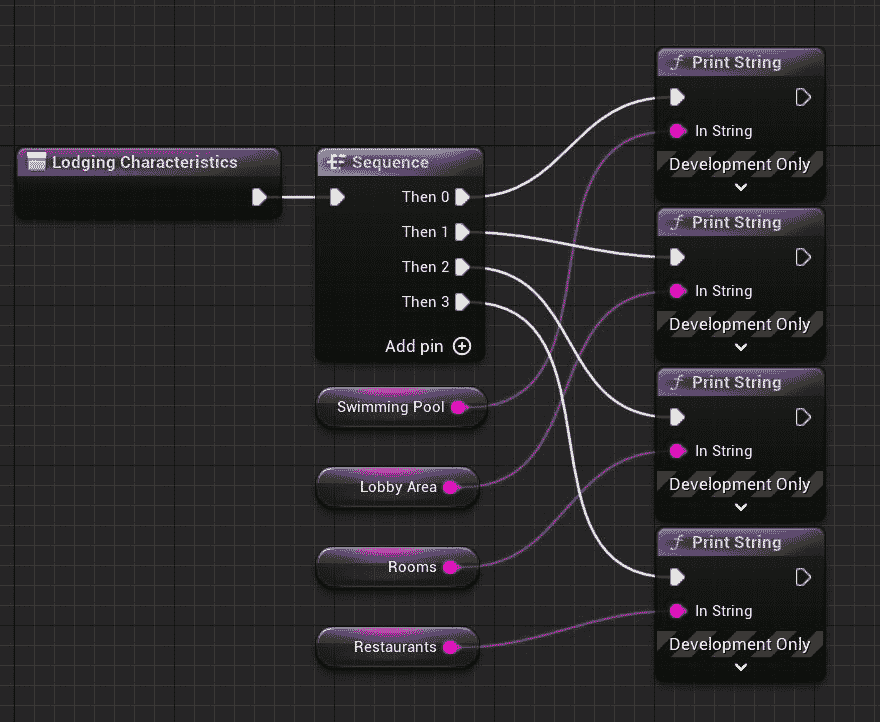 Lodging Characteristics
Sequence
Then 0
Then 1
Then 2
Then 3
Add pin
Swimming Pool
Lobby Area
Rooms
Restaurants
f Print String
In String
Development Only
f Print String
In String
Development Only
f Print String
In String
Development Only
f Print String
In String
Development Only